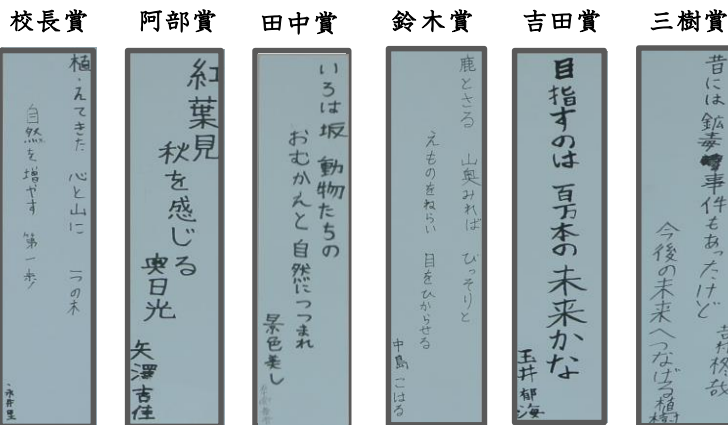 校長賞 阿部賞 田中賞 鈴木賞 吉田賞 三樹賞
植えてきた 心と山に 一つの木
自然を増やす 第一歩!
永井里
紅葉見
秋を感じる
奥日光
矢澤吉佳
いろは坂 動物たちの
おむかえと 自然につつまれ
景色美し
鹿とさる 山奥みれば ひっそりと
えものをねらい 目をひからせる
中島 こはる
目指すのは 百万本の 未来かな
玉井郁海
昔には 鉱毒事件もあったけど
今後の未来へつなげる植樹